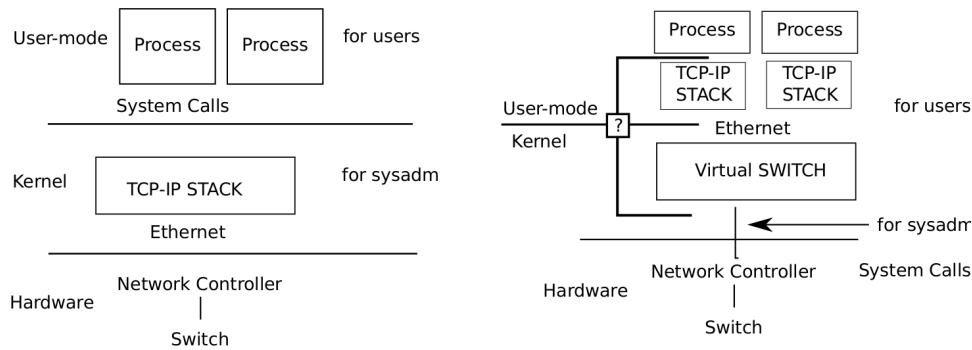 User-mode
Process
Process
for users
System Calls
Kernel
TCP-IP STACK
for sysadm
Ethernet
Hardware
Network Controller
Switch
Process
Process
TCP-IP
STACK
TCP-IP
STACK
User-mode
?
Kernel
Ethernet
for users
Virtual SWITCH
for sysadm
Network Controller
System Calls
Hardware
Switch